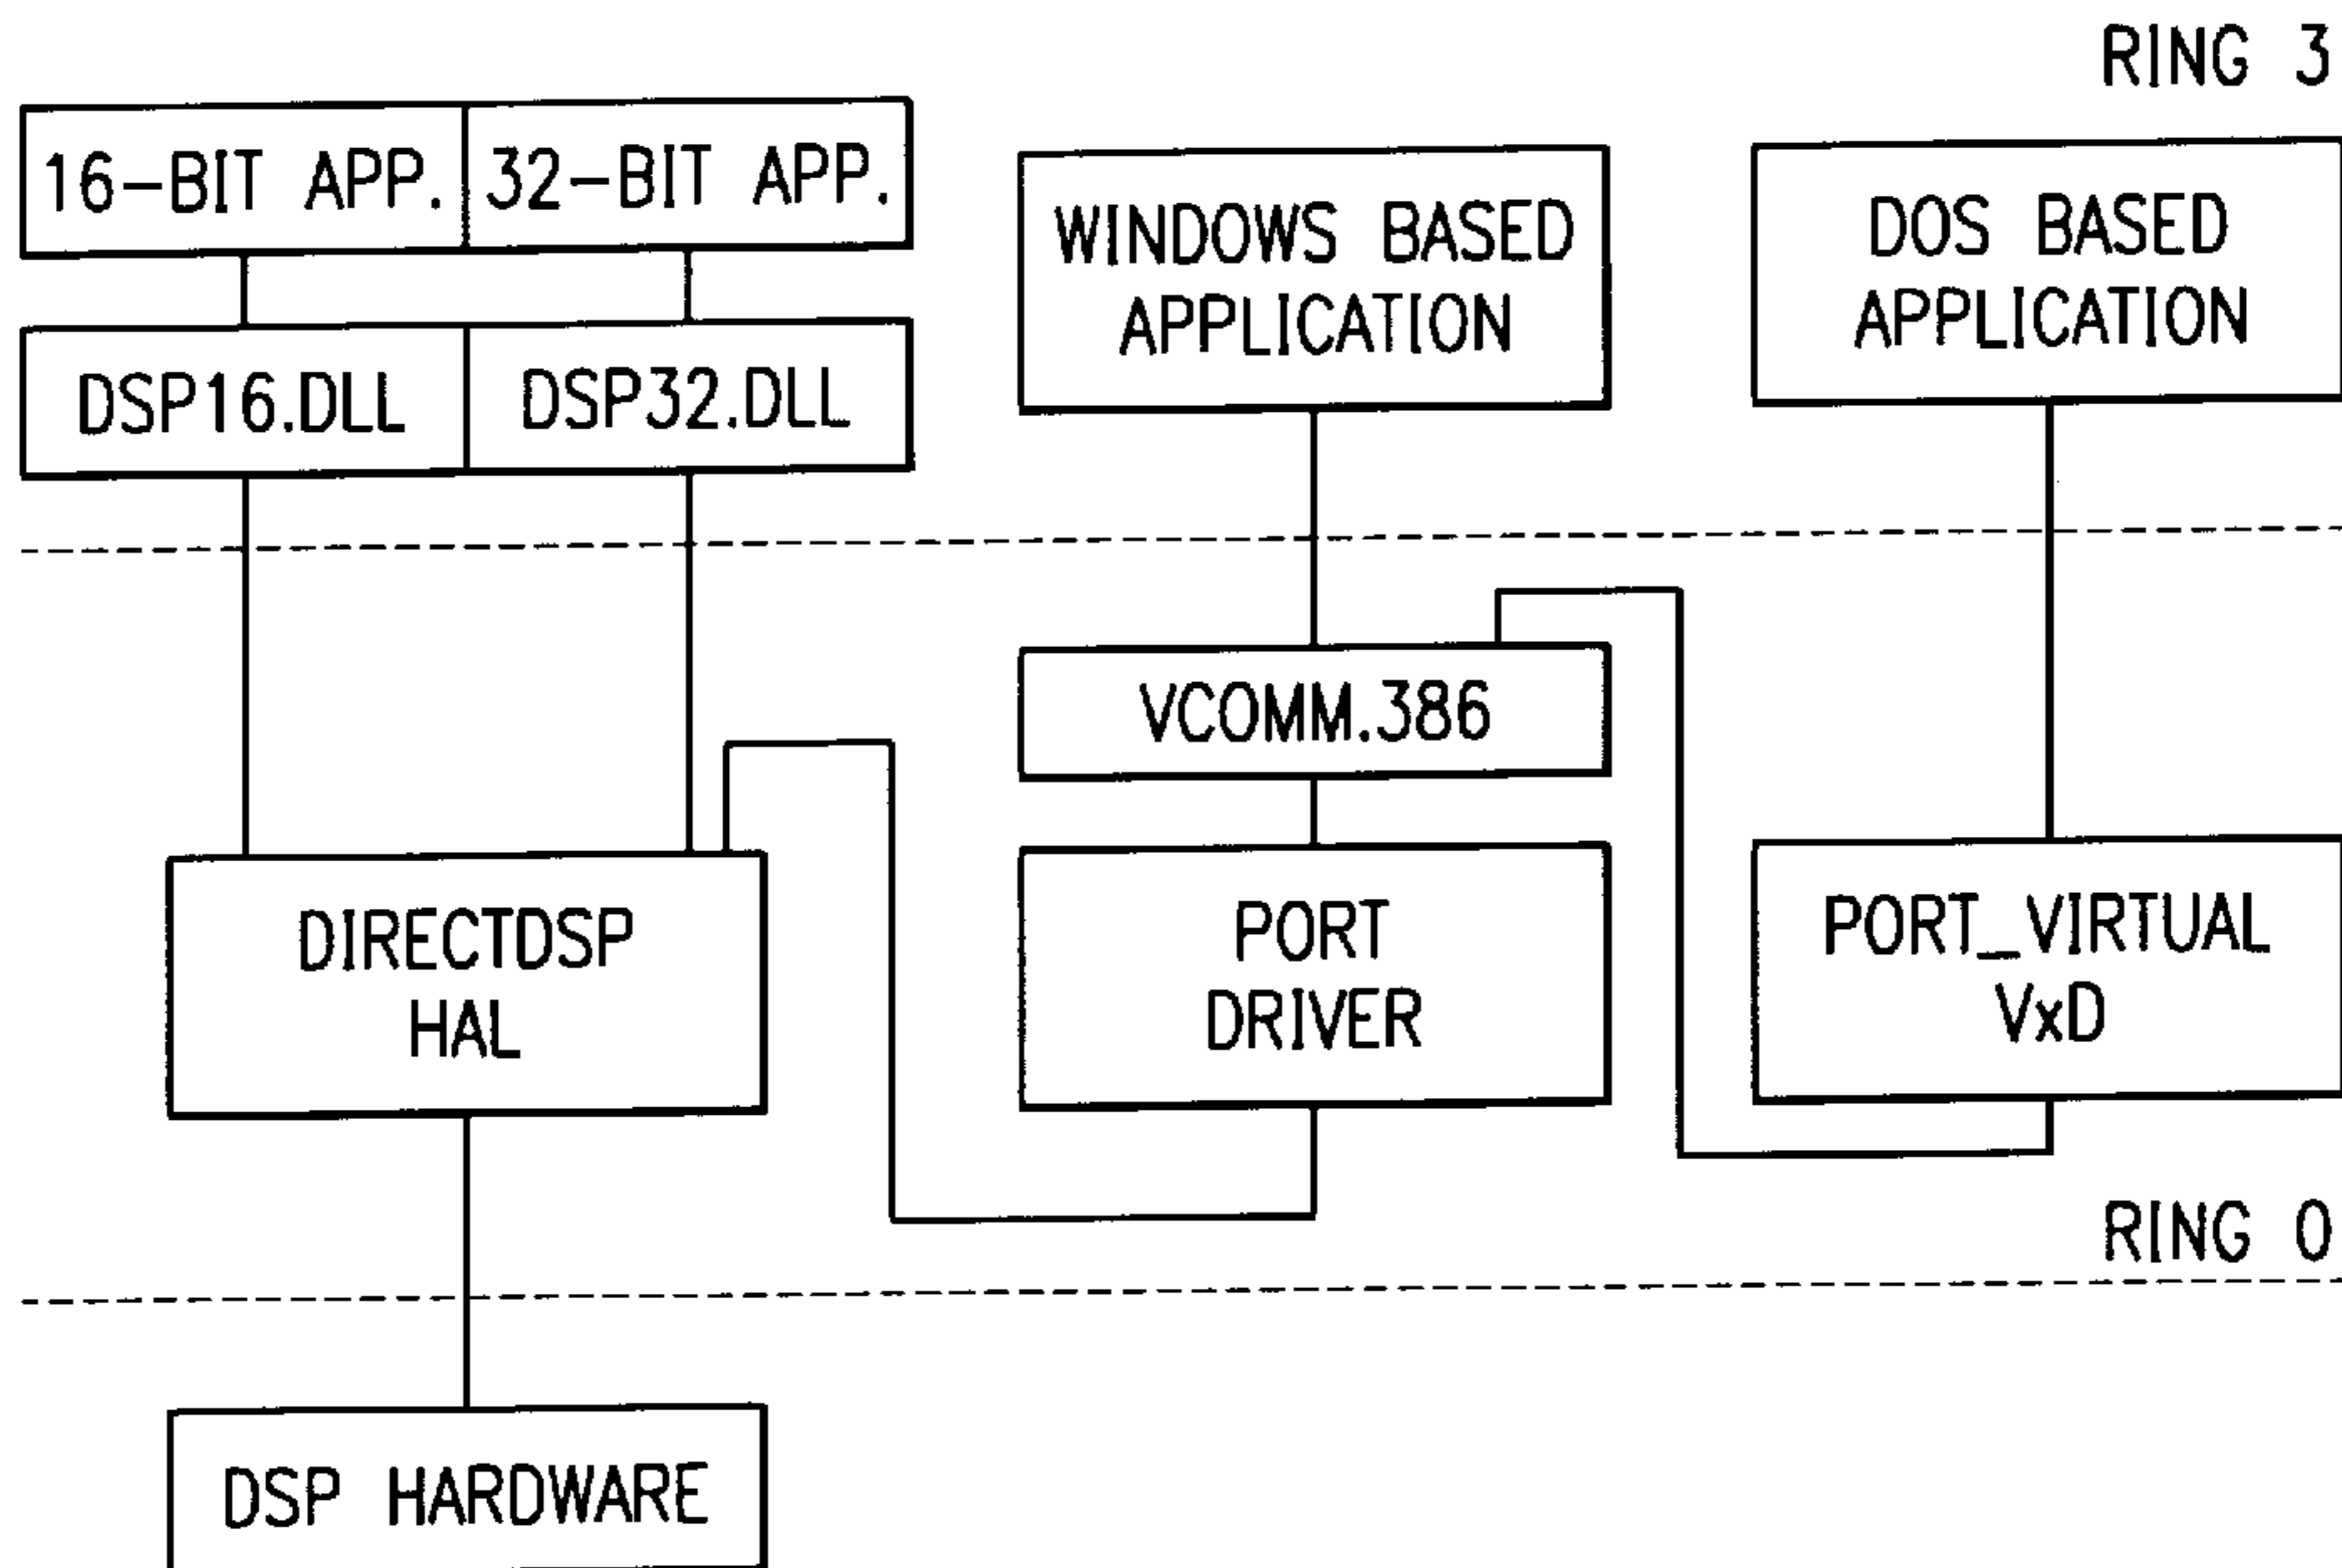 RING 3
16-BIT APP. 32-BIT APP.
WINDOWS BASED
APPLICATION
DOS BASED
APPLICATION
DSP16.DLL DSP32.DLL
VCOMM.386
DIRECTDSP
HAL
PORT
DRIVER
PORT_VIRTUAL
VxD
RING 0
DSP HARDWARE